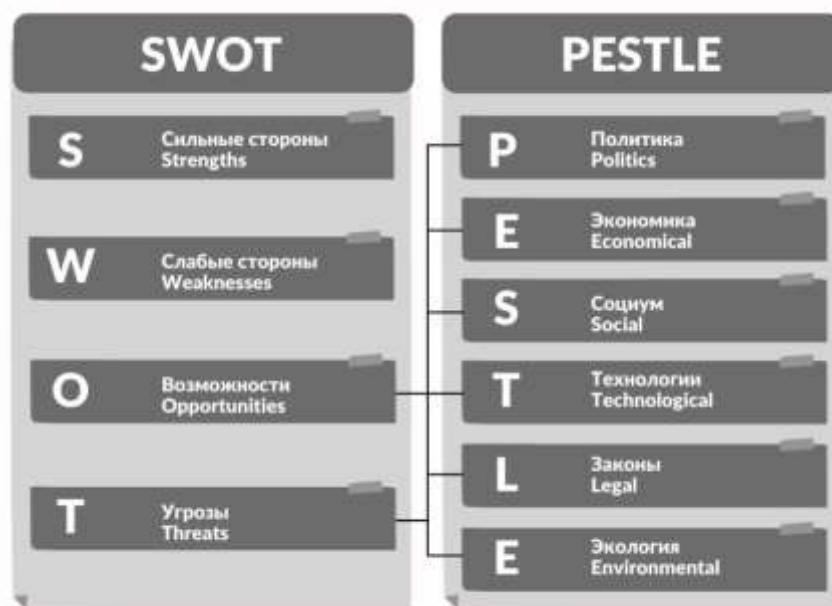 SWOT
S
Сильные стороны
Strengths
W
Слабые стороны
Weaknesses
O
Возможности
Opportunities
T
Угрозы
Threats
PESTLE
P
Политика
Politics
E
Экономика
Economical
S
Социум
Social
T
Технологии
Technological
L
Законы
Legal
E
Экология
Environmental